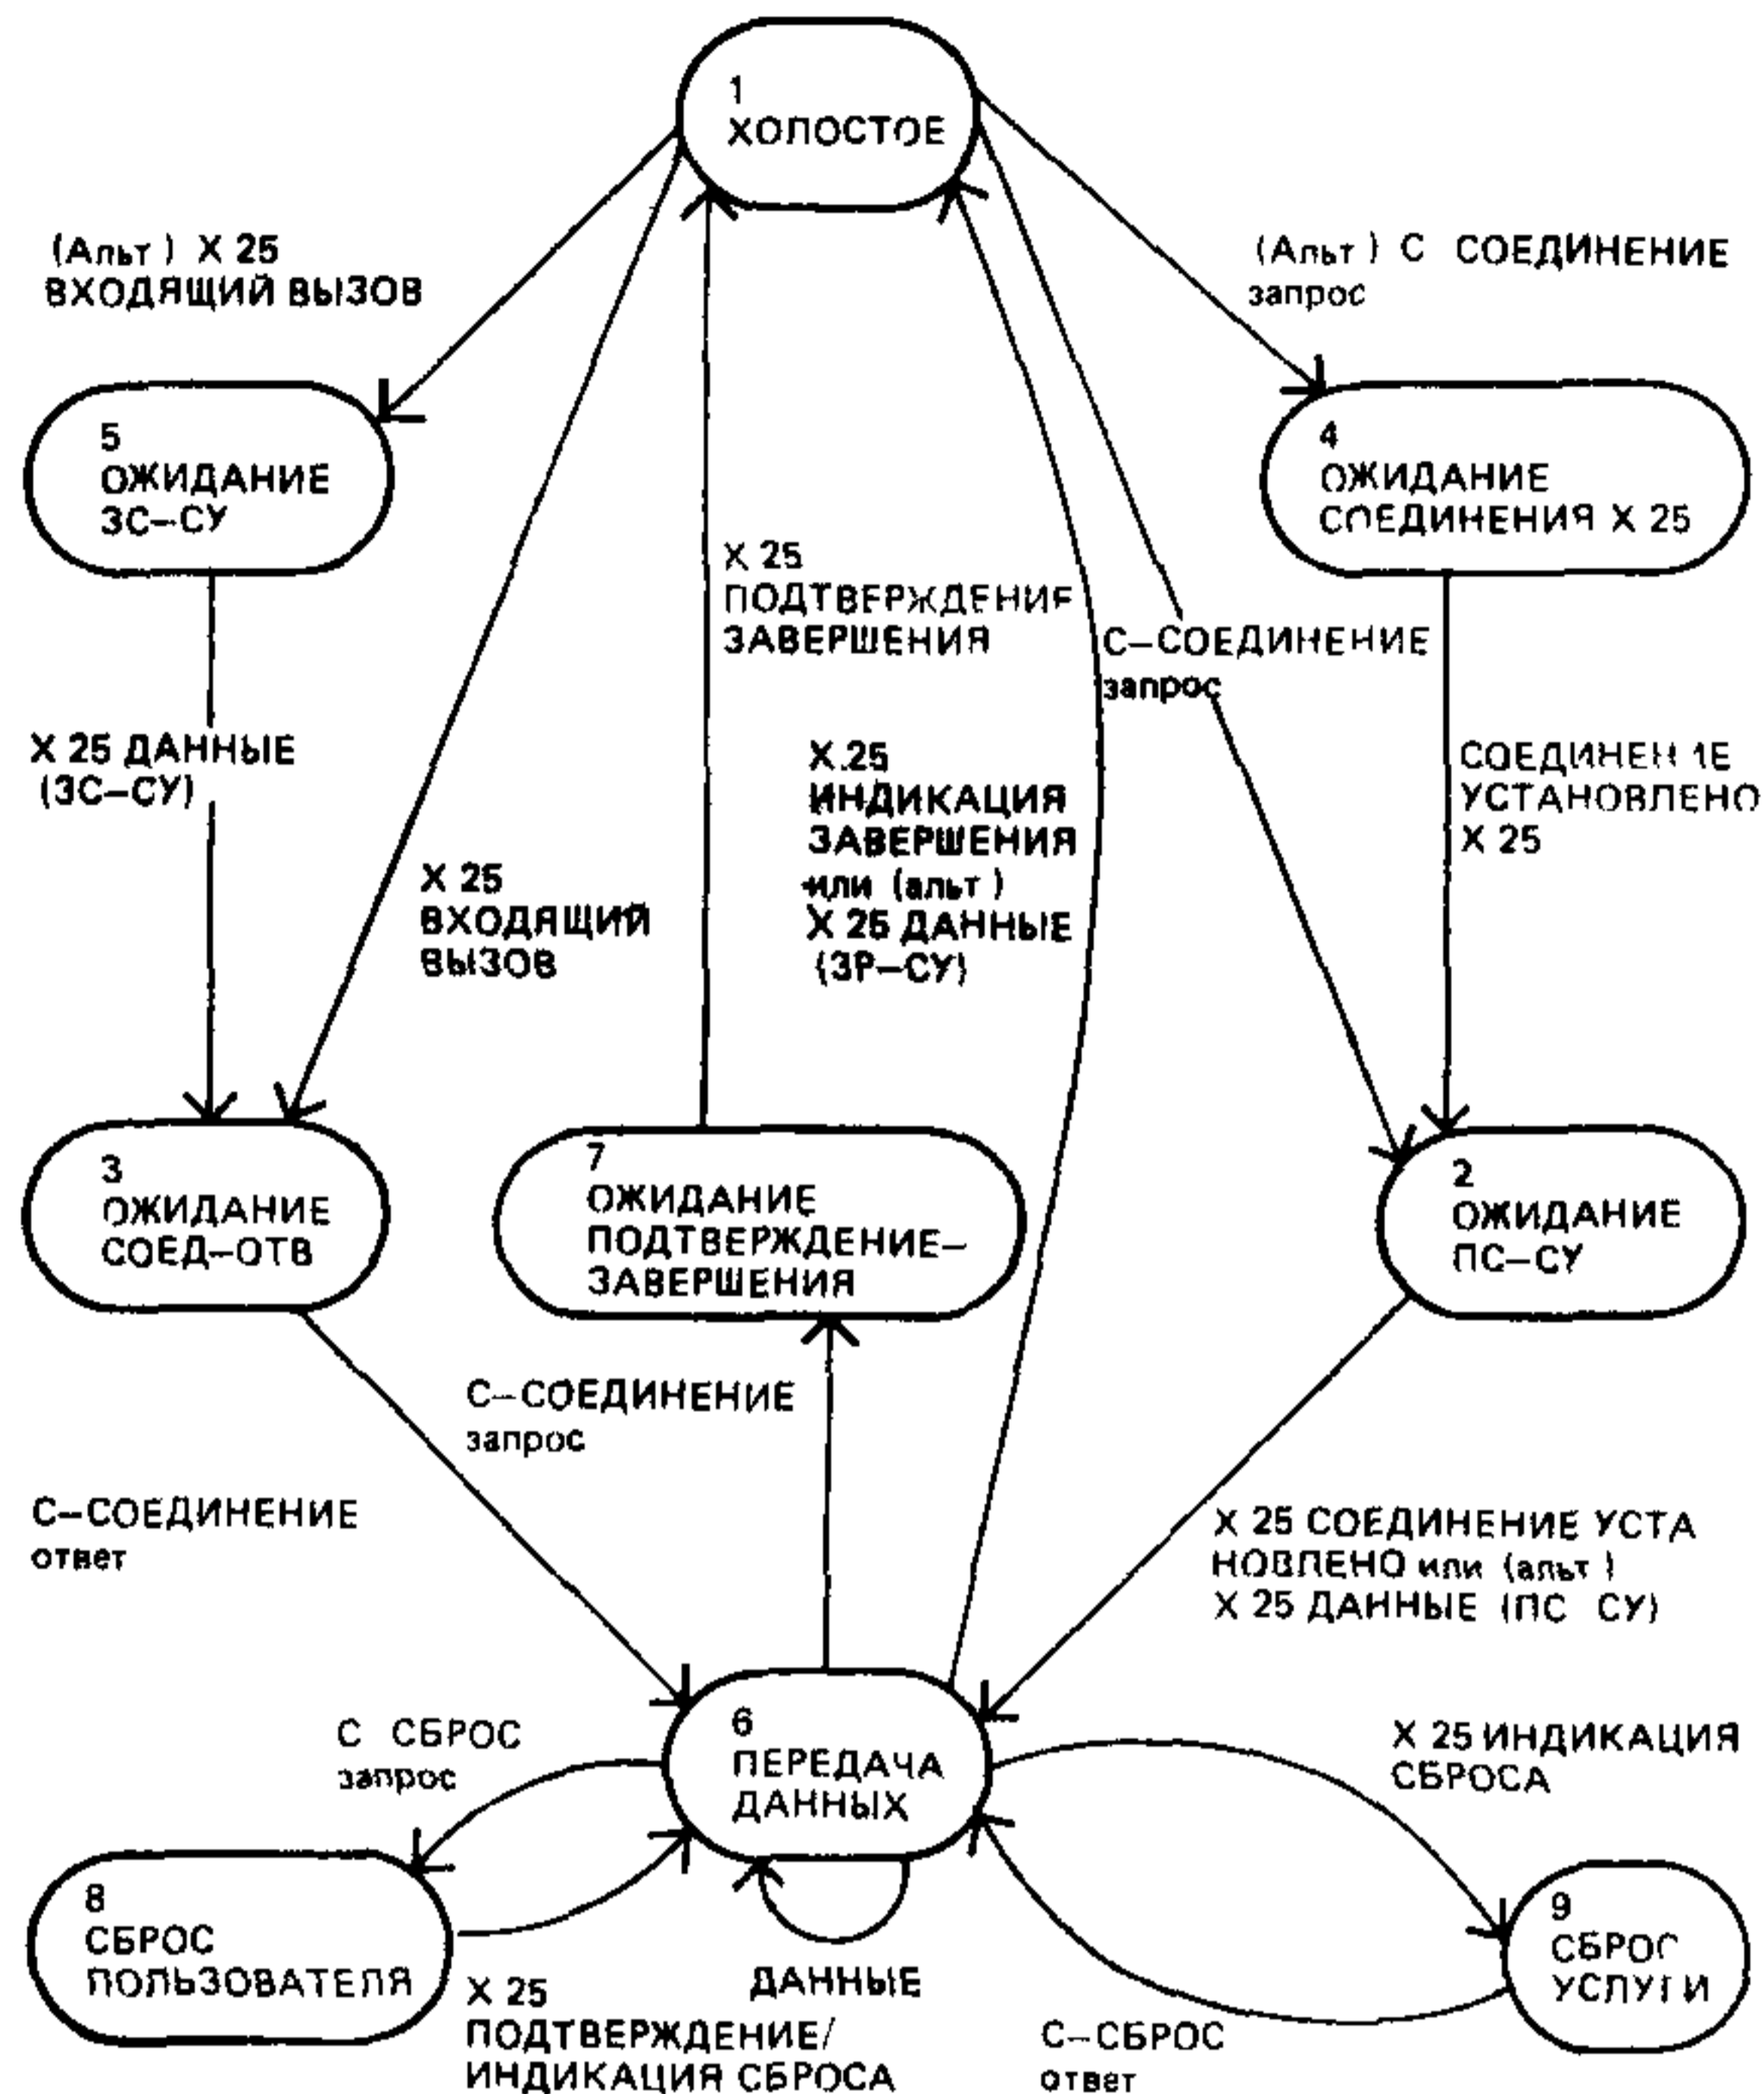 1
ХОЛОСТОЕ
(Альт) X 25
ВХОДЯЩИЙ ВЫЗОВ
(Альт) С СОЕДИНЕНИЕ
запрос
5
ОЖИДАНИЕ
ЗС–СУ
4
ОЖИДАНИЕ
СОЕДИНЕНИЯ X 25
X 25
ПОДТВЕРЖДЕНИЕ
ЗАВЕРШЕНИЯ
С–СОЕДИНЕНИЕ
запрос
X 25 ДАННЫЕ
(ЗС–СУ)
X.25
ИНДИКАЦИЯ
ЗАВЕРШЕНИЯ
или (альт)
X 25 ДАННЫЕ
(ЗР–СУ)
СОЕДИНЕНИЕ
УСТАНОВЛЕНО
X 25
X 25
ВХОДЯЩИЙ
ВЫЗОВ
3
ОЖИДАНИЕ
СОЕД–ОТВ
7
ОЖИДАНИЕ
ПОДТВЕРЖДЕНИЕ–
ЗАВЕРШЕНИЯ
2
ОЖИДАНИЕ
ПС–СУ
С–СОЕДИНЕНИЕ
запрос
С–СОЕДИНЕНИЕ
ответ
X 25 СОЕДИНЕНИЕ УСТА
НОВЛЕНО или (альт)
X 25 ДАННЫЕ (ПС СУ)
С СБРОС
запрос
6
ПЕРЕДАЧА
ДАННЫХ
X 25 ИНДИКАЦИЯ
СБРОСА
8
СБРОС
ПОЛЬЗОВАТЕЛЯ
9
СБРОС
УСЛУГИ
ДАННЫЕ
X 25
ПОДТВЕРЖДЕНИЕ/
ИНДИКАЦИЯ СБРОСА
С–СБРОС
ответ